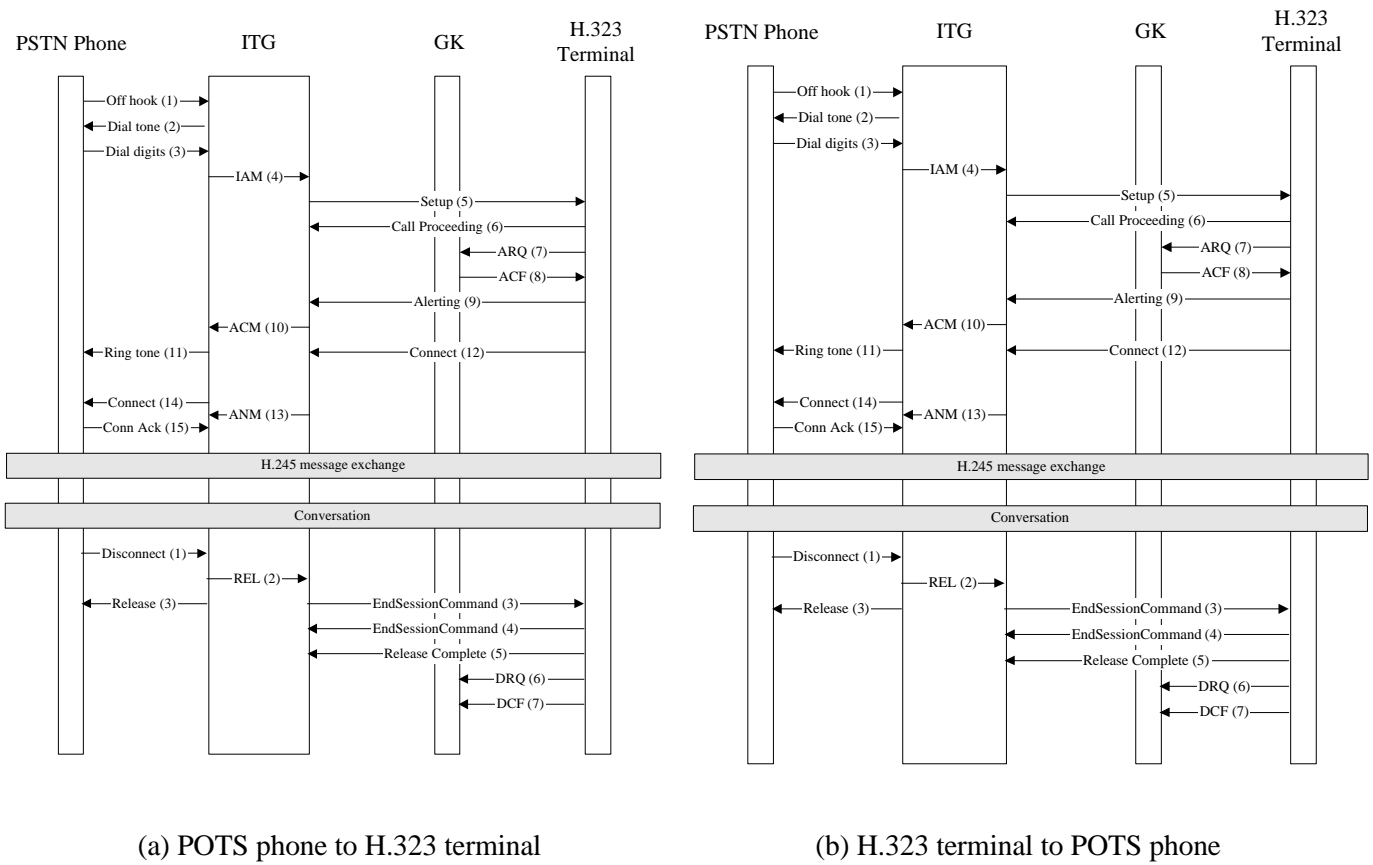 PSTN Phone
ITG
GK
H.323
Terminal
Off hook (1)
Dial tone (2)
Dial digits (3)
IAM (4)
Setup (5)
Call Proceeding (6)
ARQ (7)
ACF (8)
Alerting (9)
ACM (10)
Ring tone (11)
Connect (12)
Connect (14)
ANM (13)
Conn Ack (15)
H.245 message exchange
Conversation
Disconnect (1)
REL (2)
Release (3)
EndSessionCommand (3)
EndSessionCommand (4)
Release Complete (5)
DRQ (6)
DCF (7)
(a) POTS phone to H.323 terminal
PSTN Phone
ITG
GK
H.323
Terminal
Off hook (1)
Dial tone (2)
Dial digits (3)
IAM (4)
Setup (5)
Call Proceeding (6)
ARQ (7)
ACF (8)
Alerting (9)
ACM (10)
Ring tone (11)
Connect (12)
Connect (14)
ANM (13)
Conn Ack (15)
H.245 message exchange
Conversation
Disconnect (1)
REL (2)
Release (3)
EndSessionCommand (3)
EndSessionCommand (4)
Release Complete (5)
DRQ (6)
DCF (7)
(b) H.323 terminal to POTS phone